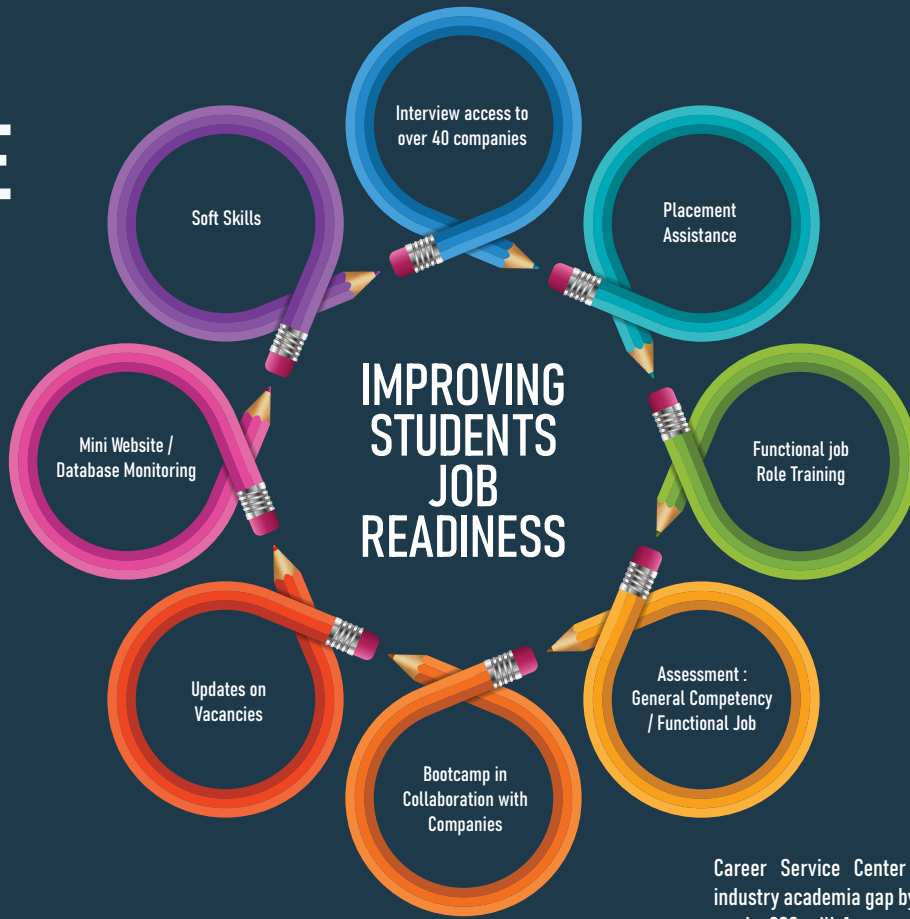 E
Interview access to
over 40 companies
Placement
Assistance
Soft Skills
IMPROVING
STUDENTS
JOB
READINESS
Functional job
Role Training
Mini Website /
Database Monitoring
Assessment :
General Competency
/ Functional Job
Updates on
Vacancies
Bootcamp in
Collaboration with
Companies
Career Service Center
industry academia gap by